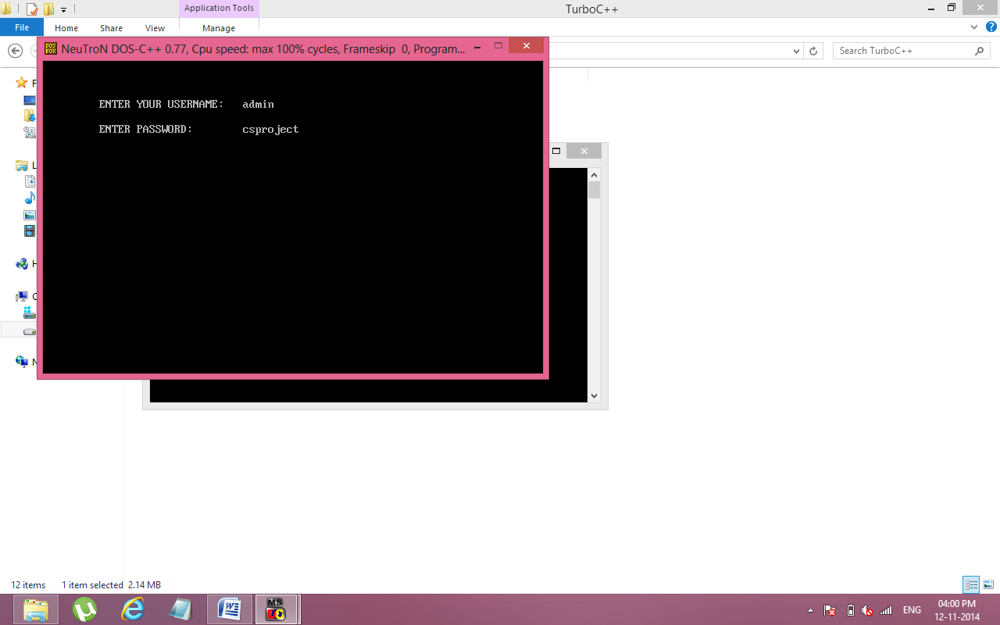 Application Tools
TurboC++
File Home Share View Manage
NeuTroN DOS-C++ 0.77, Cpu speed: max 100% cycles, Frameskip 0, Program...
Search TurboC++
ENTER YOUR USERNAME: admin
ENTER PASSWORD: csproject
F
L
H
C
N
12 items 1 item selected 2.14 MB
ENG
04:00 PM
12-11-2014